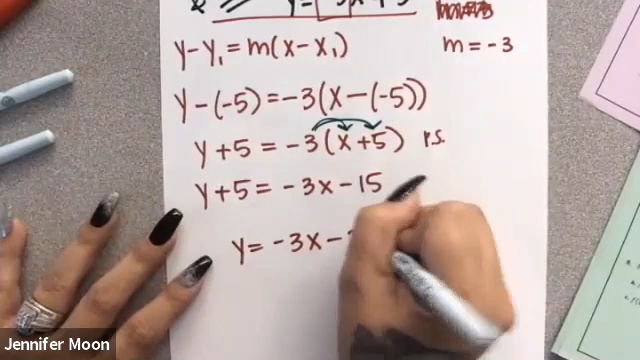 y - y₁ = m(x - x₁)
m = -3
y - (-5) = -3(x - (-5))
y + 5 = -3(x + 5) P.S.
y + 5 = -3x - 15
y = -3x -
Jennifer Moon